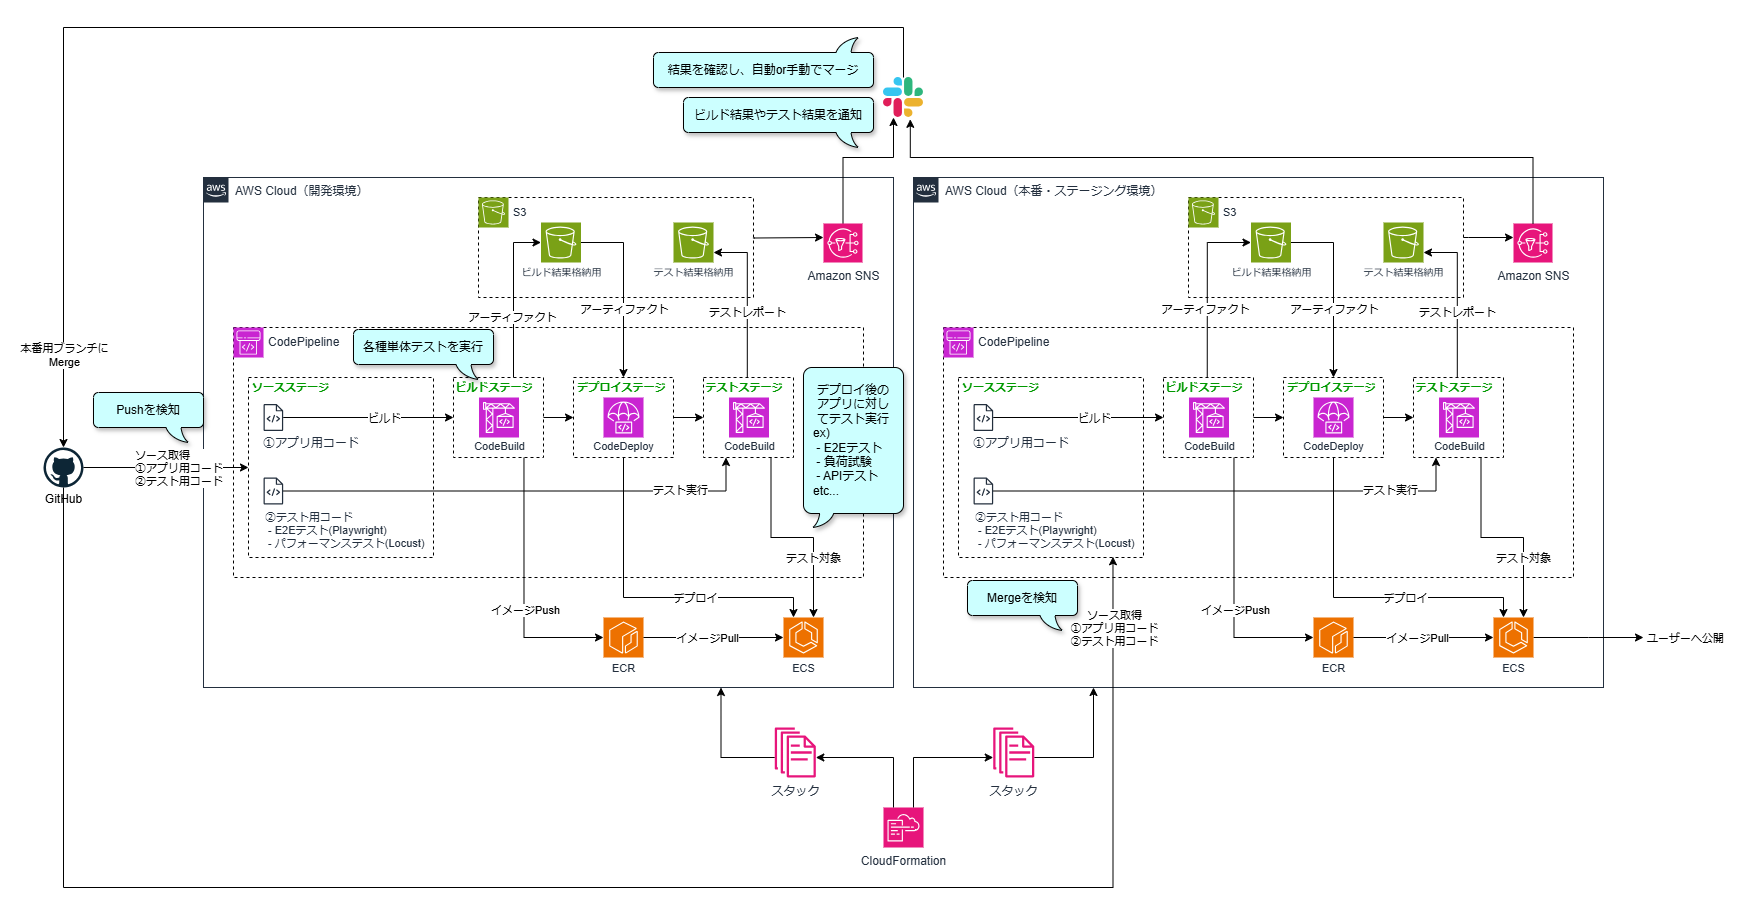 結果を確認し、自動or手動でマージ
ビルド結果やテスト結果を通知
aws
AWS Cloud（開発環境）
S3
ビルド結果格納用
テスト結果格納用
Amazon SNS
アーティファクト
アーティファクト
テストレポート
本番用ブランチに
Merge
CodePipeline
各種単体テストを実行
Pushを検知
ソースステージ
①アプリ用コード
ビルド
ビルドステージ
CodeBuild
デプロイステージ
CodeDeploy
テストステージ
CodeBuild
デプロイ後の
アプリに対し
てテスト実行
ex)
- E2Eテスト
- 負荷試験
- APIテスト
etc...
ソース取得
①アプリ用コード
②テスト用コード
GitHub
テスト実行
②テスト用コード
- E2Eテスト(Playwright)
- パフォーマンステスト(Locust)
テスト対象
デプロイ
イメージPush
イメージPull
ECR
ECS
aws
AWS Cloud（本番・ステージング環境）
S3
ビルド結果格納用
テスト結果格納用
Amazon SNS
アーティファクト
アーティファクト
テストレポート
CodePipeline
ソースステージ
①アプリ用コード
ビルド
ビルドステージ
CodeBuild
デプロイステージ
CodeDeploy
テストステージ
CodeBuild
テスト実行
②テスト用コード
- E2Eテスト(Playwright)
- パフォーマンステスト(Locust)
テスト対象
Mergeを検知
ソース取得
①アプリ用コード
②テスト用コード
デプロイ
イメージPush
イメージPull
ECR
ECS
ユーザーへ公開
スタック
スタック
CloudFormation